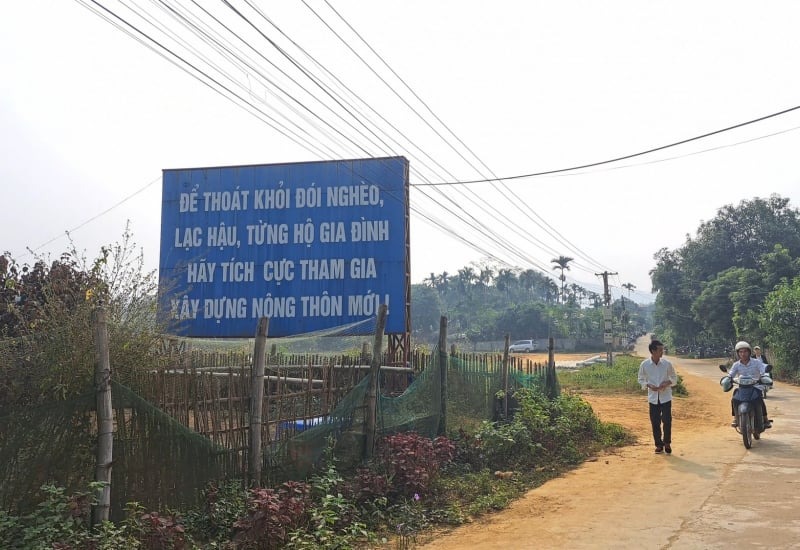 ĐỂ THOÁT KHỎI ĐÓI NGHÈO,
LẠC HẬU, TỪNG HỘ GIA ĐÌNH
HÃY TÍCH CỰC THAM GIA
XÂY DỰNG NÔNG THÔN MỚI !